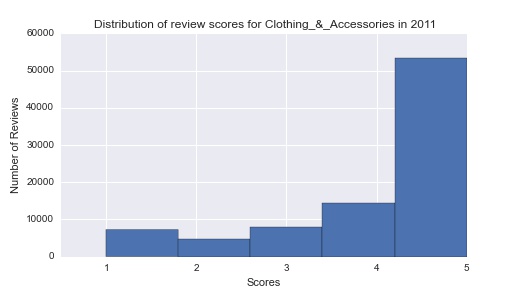 Distribution of review scores for Clothing_&_Accessories in 2011
60000
50000
40000
30000
20000
10000
0
Number of Reviews
1 2 3 4 5
Scores